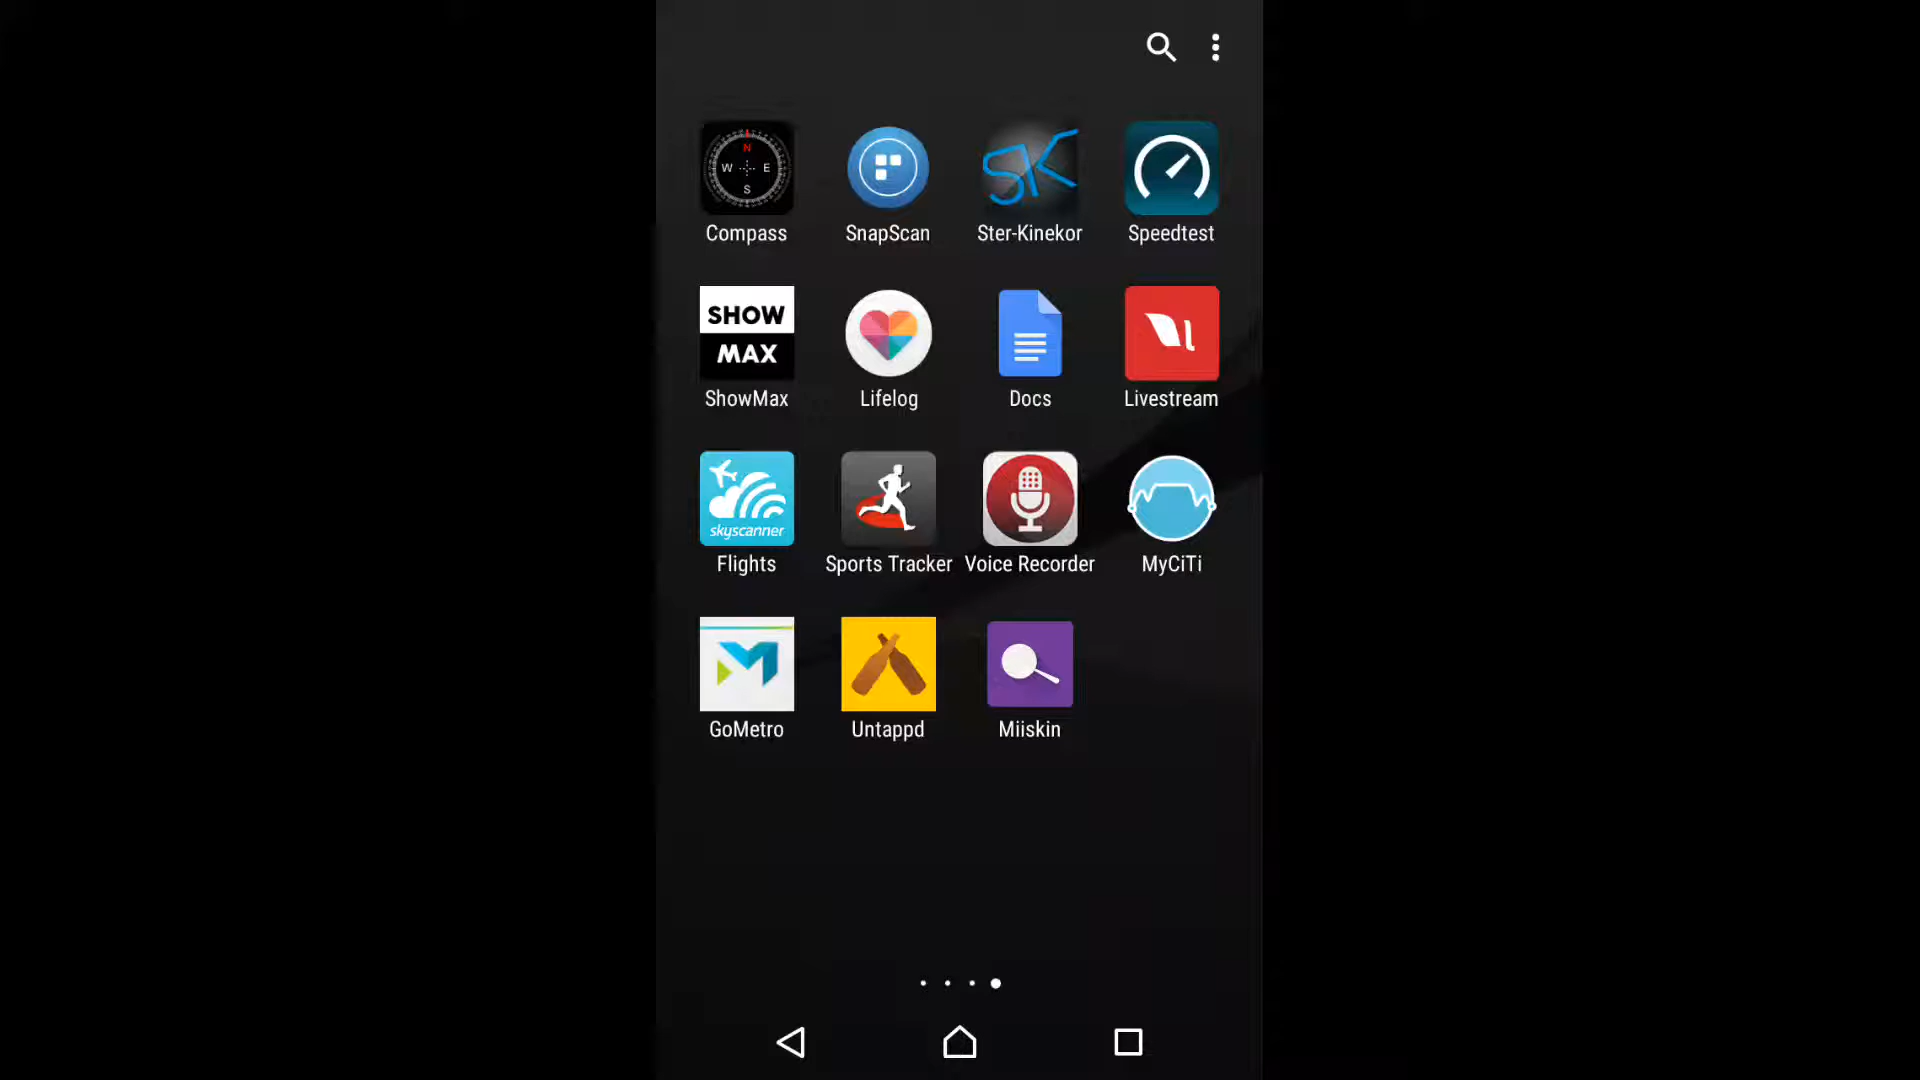 N
W E
S
Compass SnapScan Ster-Kinekor Speedtest
SK
SHOW
MAX
ShowMax Lifelog Docs Livestream
skyscanner
Flights Sports Tracker Voice Recorder MyCiTi
GoMetro Untappd Miiskin